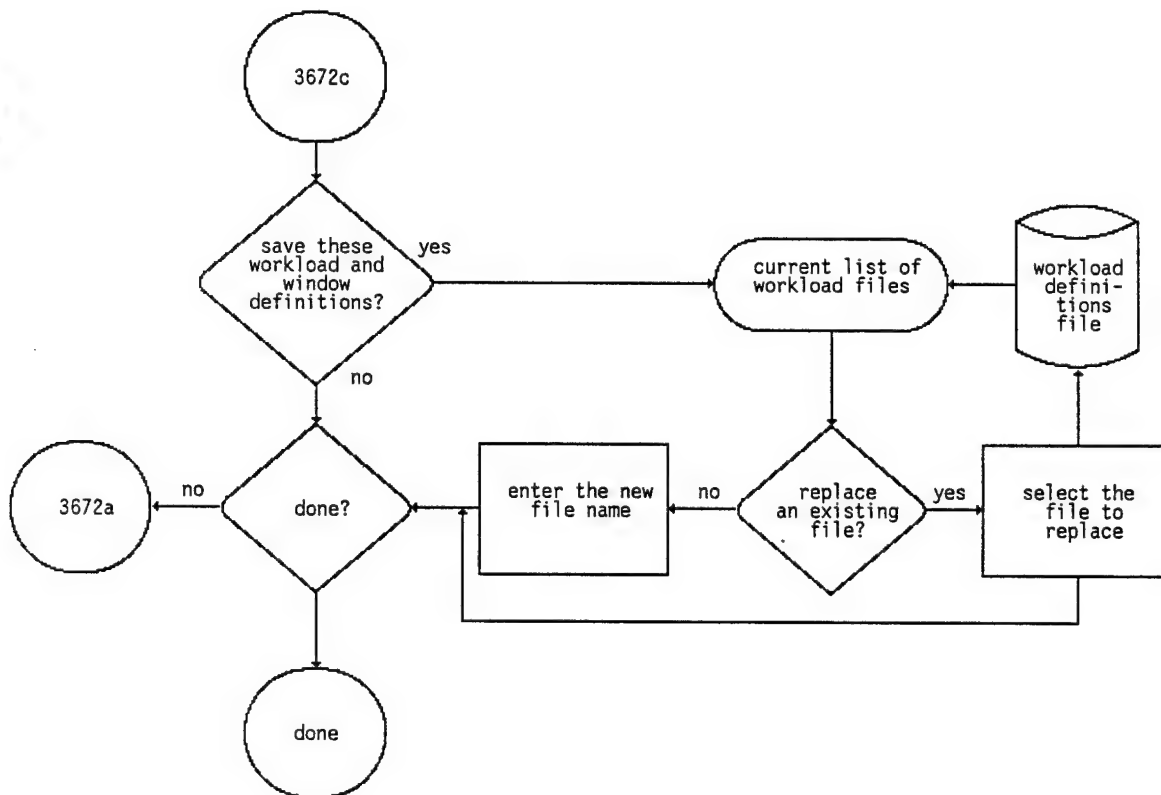 3672c
save these
workload and
window
definitions?
yes
no
current list of
workload files
workload
defini-
tions
file
3672a
no
done?
enter the new
file name
no
replace
an existing
file?
yes
select the
file to
replace
done